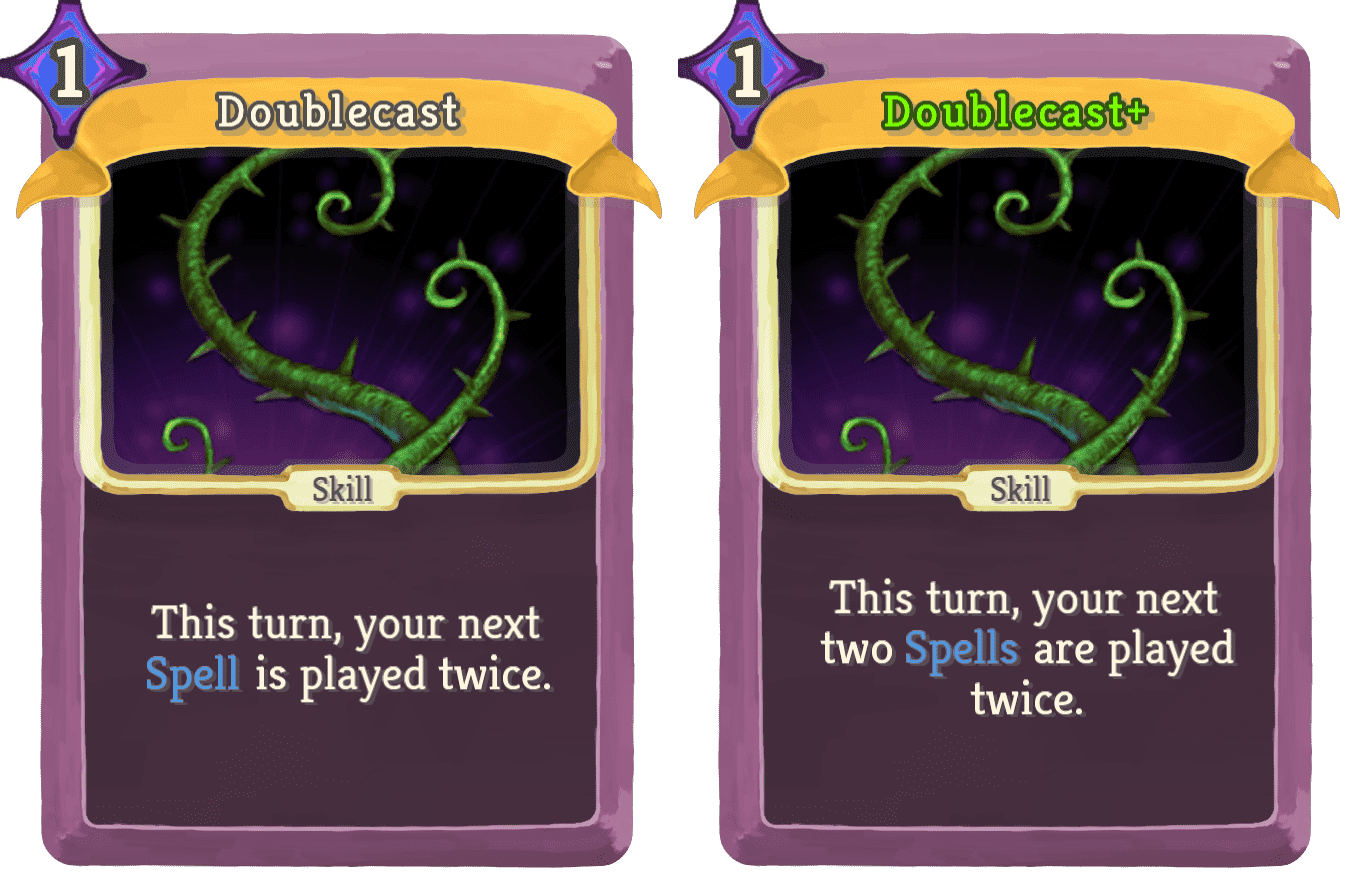 1
Doublecast
Skill
This turn, your next
Spell is played twice.
1
Doublecast+
Skill
This turn, your next
two Spells are played
twice.